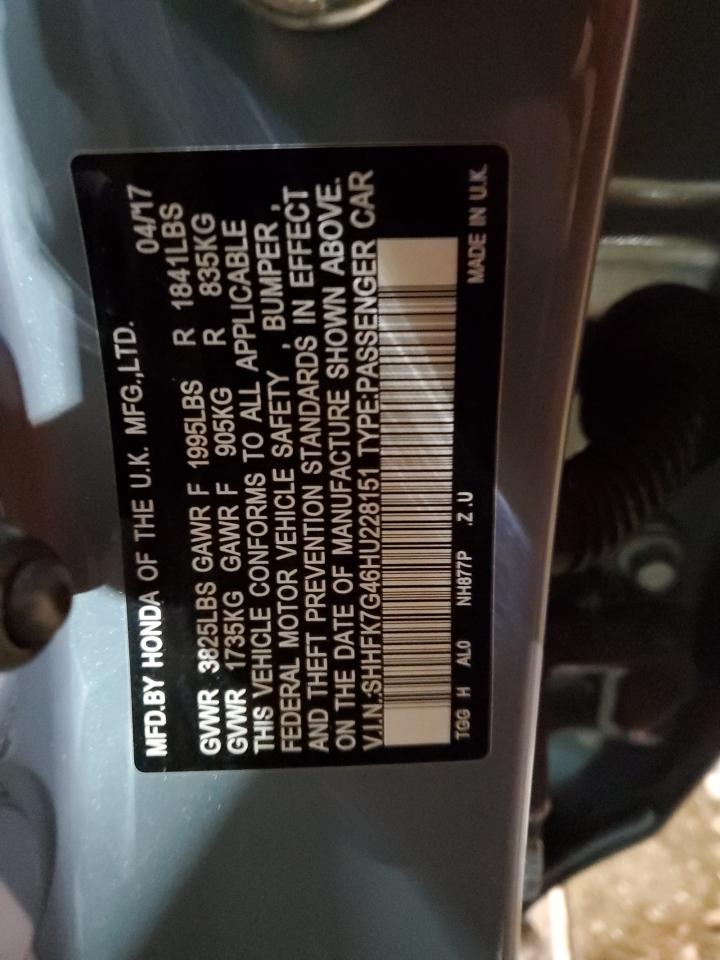 MFD.BY HONDA OF THE U.K. MFG.,LTD. 04/17
GVWR 3825LBS GAWR F 1995LBS R 1841LBS
GVWR 1735KG GAWR F 905KG R 835KG
THIS VEHICLE CONFORMS TO ALL APPLICABLE
FEDERAL MOTOR VEHICLE SAFETY , BUMPER ,
AND THEFT PREVENTION STANDARDS IN EFFECT
ON THE DATE OF MANUFACTURE SHOWN ABOVE.
V.I.N.:SHHFK7G46HU228151 TYPE:PASSENGER CAR
TGG H AL0 NH877P .Z.U MADE IN U.K.